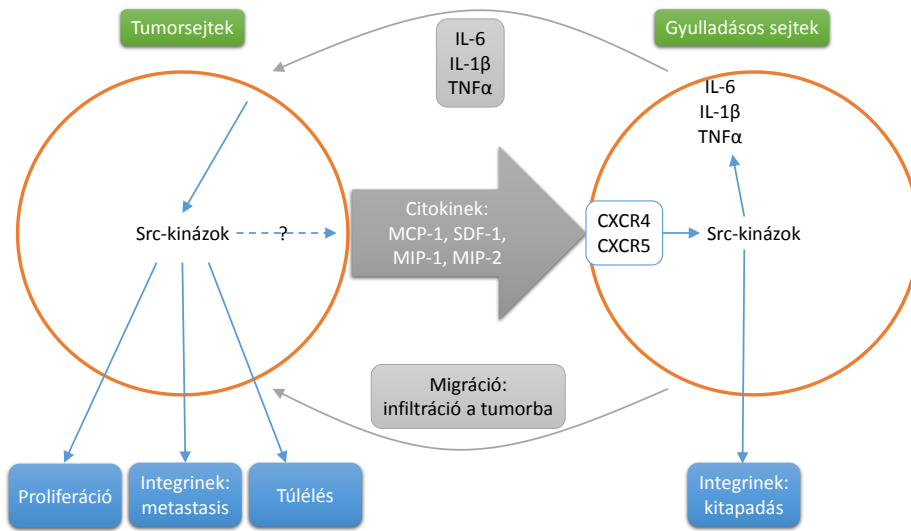 Tumorsejtek
Gyulladásos sejtek
IL-6
IL-1β
TNFα
IL-6
IL-1β
TNFα
Src-kinázok
?
Citokinek:
MCP-1, SDF-1,
MIP-1, MIP-2
CXCR4
CXCR5
Src-kinázok
Migráció:
infiltráció a tumorba
Proliferáció
Integrinek:
metastasis
Túlélés
Integrinek:
kitapadás